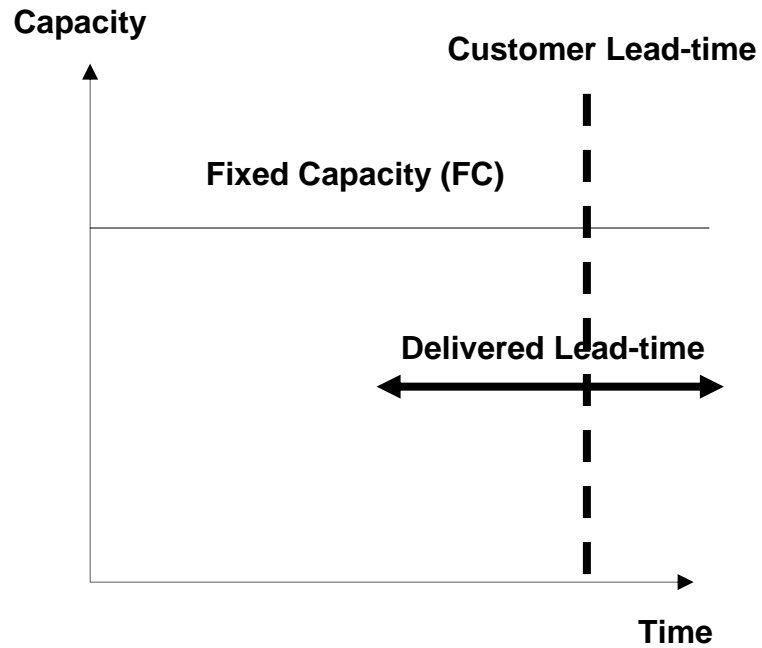 Capacity
Customer Lead-time
Fixed Capacity (FC)
Delivered Lead-time
Time